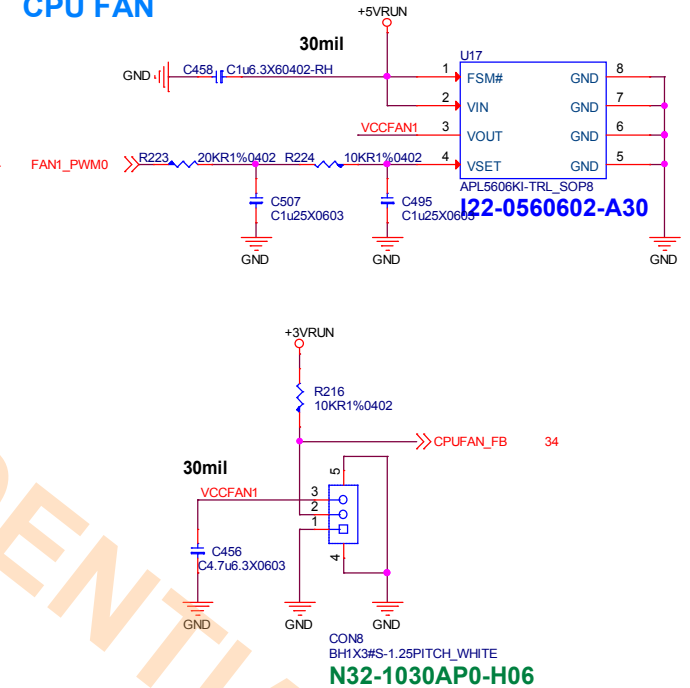 CPU FAN
+5VRUN
30mil
U17
GND C458 C1u6.3X60402-RH
1 FSM# GND 8
2 VIN GND 7
VCCFAN1 3 VOUT GND 6
FAN1_PWM0 R223 20KR1%0402 R224 10KR1%0402 4 VSET GND 5
APL5606KI-TRL_SOP8
I22-0560602-A30
C507
C1u25X0603
C495
C1u25X0603
GND
GND
GND
+3VRUN
R216
10KR1%0402
CPUFAN_FB 34
30mil
VCCFAN1
3
2
1
5
4
C456
C4.7u6.3X0603
GND
GND
GND
CON8
BH1X3#S-1.25PITCH_WHITE
N32-1030AP0-H06